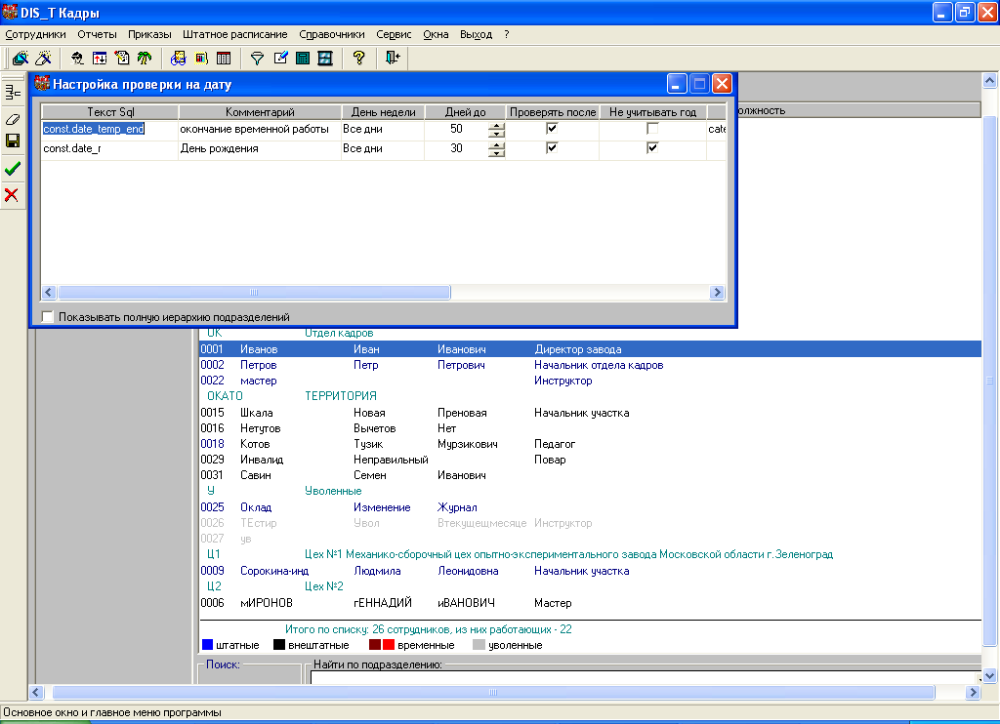 DIS_T Кадры
Сотрудники Отчеты Приказы Штатное расписание Справочники Сервис Окна Выход ?
Настройка проверки на дату
Текст Sql Комментарий День недели Дней до Проверять после Не учитывать год
const.date_temp_end окончание временной работы Все дни 50 cate
const.date_r День рождения Все дни 30
олжность
Показывать полную иерархию подразделений
ОК Отдел кадров
0001 Иванов Иван Иванович Директор завода
0002 Петров Петр Петрович Начальник отдела кадров
0022 мастер Инструктор
ОКАТО ТЕРРИТОРИЯ
0015 Шкала Новая Преновая Начальник участка
0016 Нетутов Вычетов Нет
0018 Котов Тузик Мурзикович Педагог
0029 Инвалид Неправильный Повар
0031 Савин Семен Иванович
У Уволенные
0025 Оклад Изменение Журнал
0026 ТЕстир Увол Втекущещмесяце Инструктор
0027 ув
Ц1 Цех №1 Механико-сборочный цех опытно-экспериментального завода Московской области г.Зеленоград
0009 Сорокина-инд Людмила Леонидовна Начальник участка
Ц2 Цех №2
0006 мИРОНОВ гЕННАДИЙ иВАНОВИЧ Мастер
Итого по списку: 26 сотрудников, из них работающих - 22
штатные внештатные временные уволенные
Поиск: Найти по подразделению:
Основное окно и главное меню программы